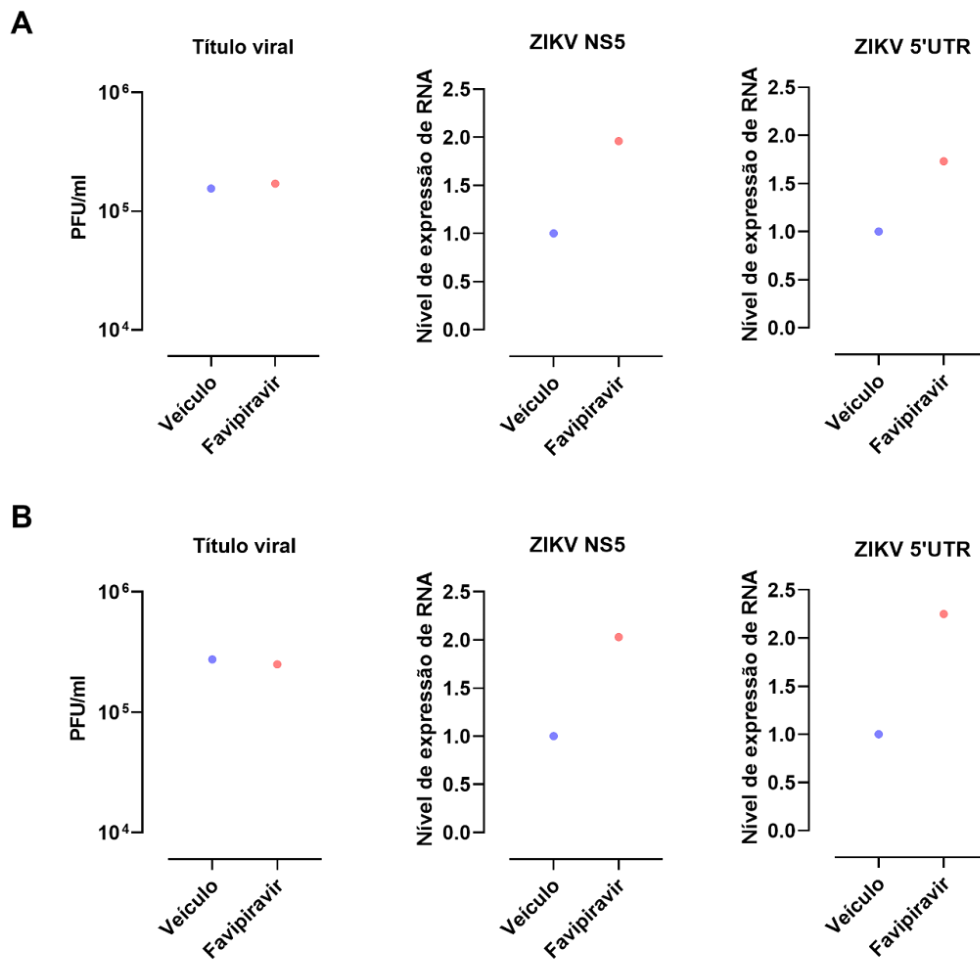 A
Título viral
ZIKV NS5
ZIKV 5'UTR
PFU/ml
10⁶
10⁵
10⁴
Veículo
Favipiravir
Nível de expressão de RNA
2.5
2.0
1.5
1.0
0.5
0.0
Veículo
Favipiravir
Nível de expressão de RNA
2.5
2.0
1.5
1.0
0.5
0.0
Veículo
Favipiravir
B
Título viral
ZIKV NS5
ZIKV 5'UTR
PFU/ml
10⁶
10⁵
10⁴
Veículo
Favipiravir
Nível de expressão de RNA
2.5
2.0
1.5
1.0
0.5
0.0
Veículo
Favipiravir
Nível de expressão de RNA
2.5
2.0
1.5
1.0
0.5
0.0
Veículo
Favipiravir